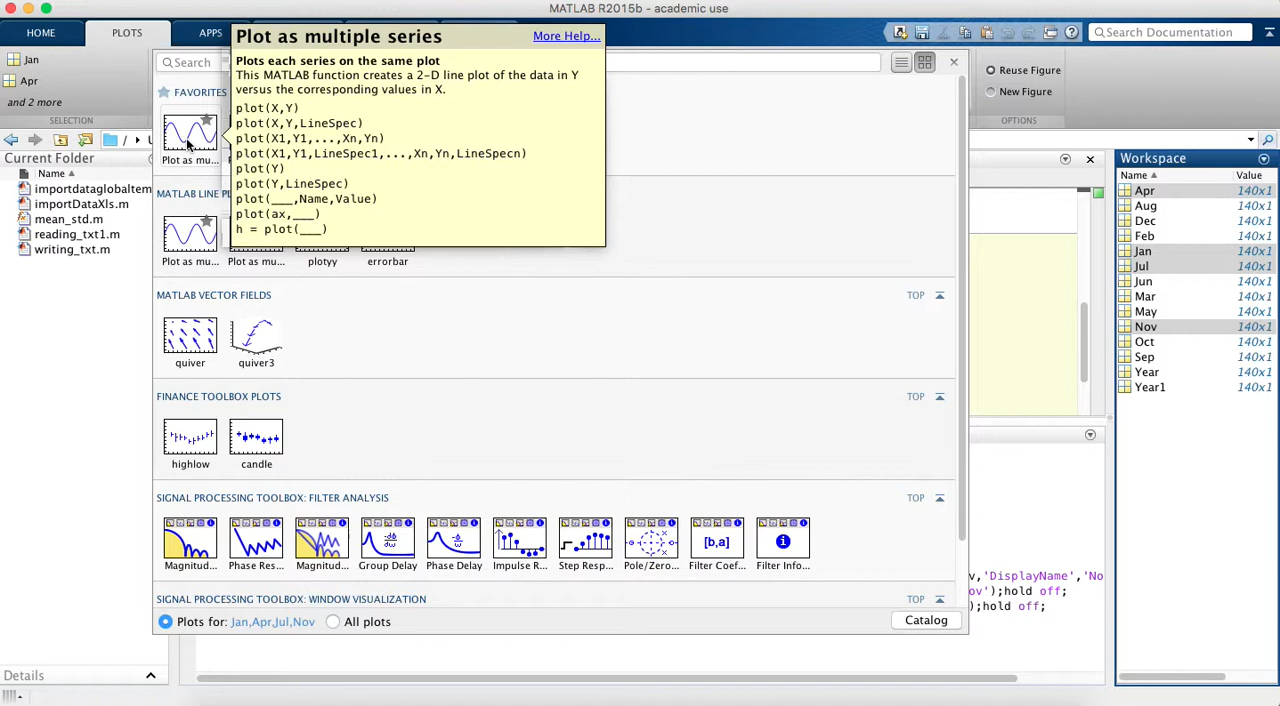 MATLAB R2015b - academic use
HOME
PLOTS
APPS
Search Documentation
Jan
Apr
and 2 more
SELECTION
Search
Reuse Figure
New Figure
OPTIONS
Plot as multiple series
More Help...
Plots each series on the same plot
This MATLAB function creates a 2-D line plot of the data in Y
versus the corresponding values in X.
plot(X,Y)
plot(X,Y,LineSpec)
plot(X1,Y1,...,Xn,Yn)
plot(X1,Y1,LineSpec1,...,Xn,Yn,LineSpecn)
plot(Y)
plot(Y,LineSpec)
plot(___,Name,Value)
plot(ax,___)
h = plot(___)
FAVORITES
Plot as mu...
MATLAB LINE PL
Plot as mu... Plot as mu... plotyy errorbar
MATLAB VECTOR FIELDS
TOP
quiver quiver3
FINANCE TOOLBOX PLOTS
TOP
highlow candle
SIGNAL PROCESSING TOOLBOX: FILTER ANALYSIS
TOP
[b,a]
Magnitud... Phase Res... Magnitud... Group Delay Phase Delay Impulse R... Step Resp... Pole/Zero... Filter Coef... Filter Info...
SIGNAL PROCESSING TOOLBOX: WINDOW VISUALIZATION
TOP
Plots for: Jan,Apr,Jul,Nov
All plots
Catalog
Current Folder
Name
importdataglobaltem
importDataXls.m
mean_std.m
reading_txt1.m
writing_txt.m
Details
v,'DisplayName','No
ov');hold off;
);hold off;
Workspace
Name Value
Apr 140x1
Aug 140x1
Dec 140x1
Feb 140x1
Jan 140x1
Jul 140x1
Jun 140x1
Mar 140x1
May 140x1
Nov 140x1
Oct 140x1
Sep 140x1
Year 140x1
Year1 140x1